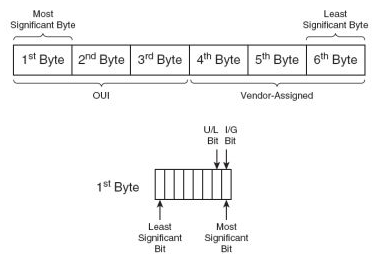 Most
Significant Byte
Least
Significant Byte
1st Byte 2nd Byte 3rd Byte 4th Byte 5th Byte 6th Byte
OUI Vendor-Assigned
U/L I/G
Bit Bit
1st Byte
Least
Significant
Bit
Most
Significant
Bit